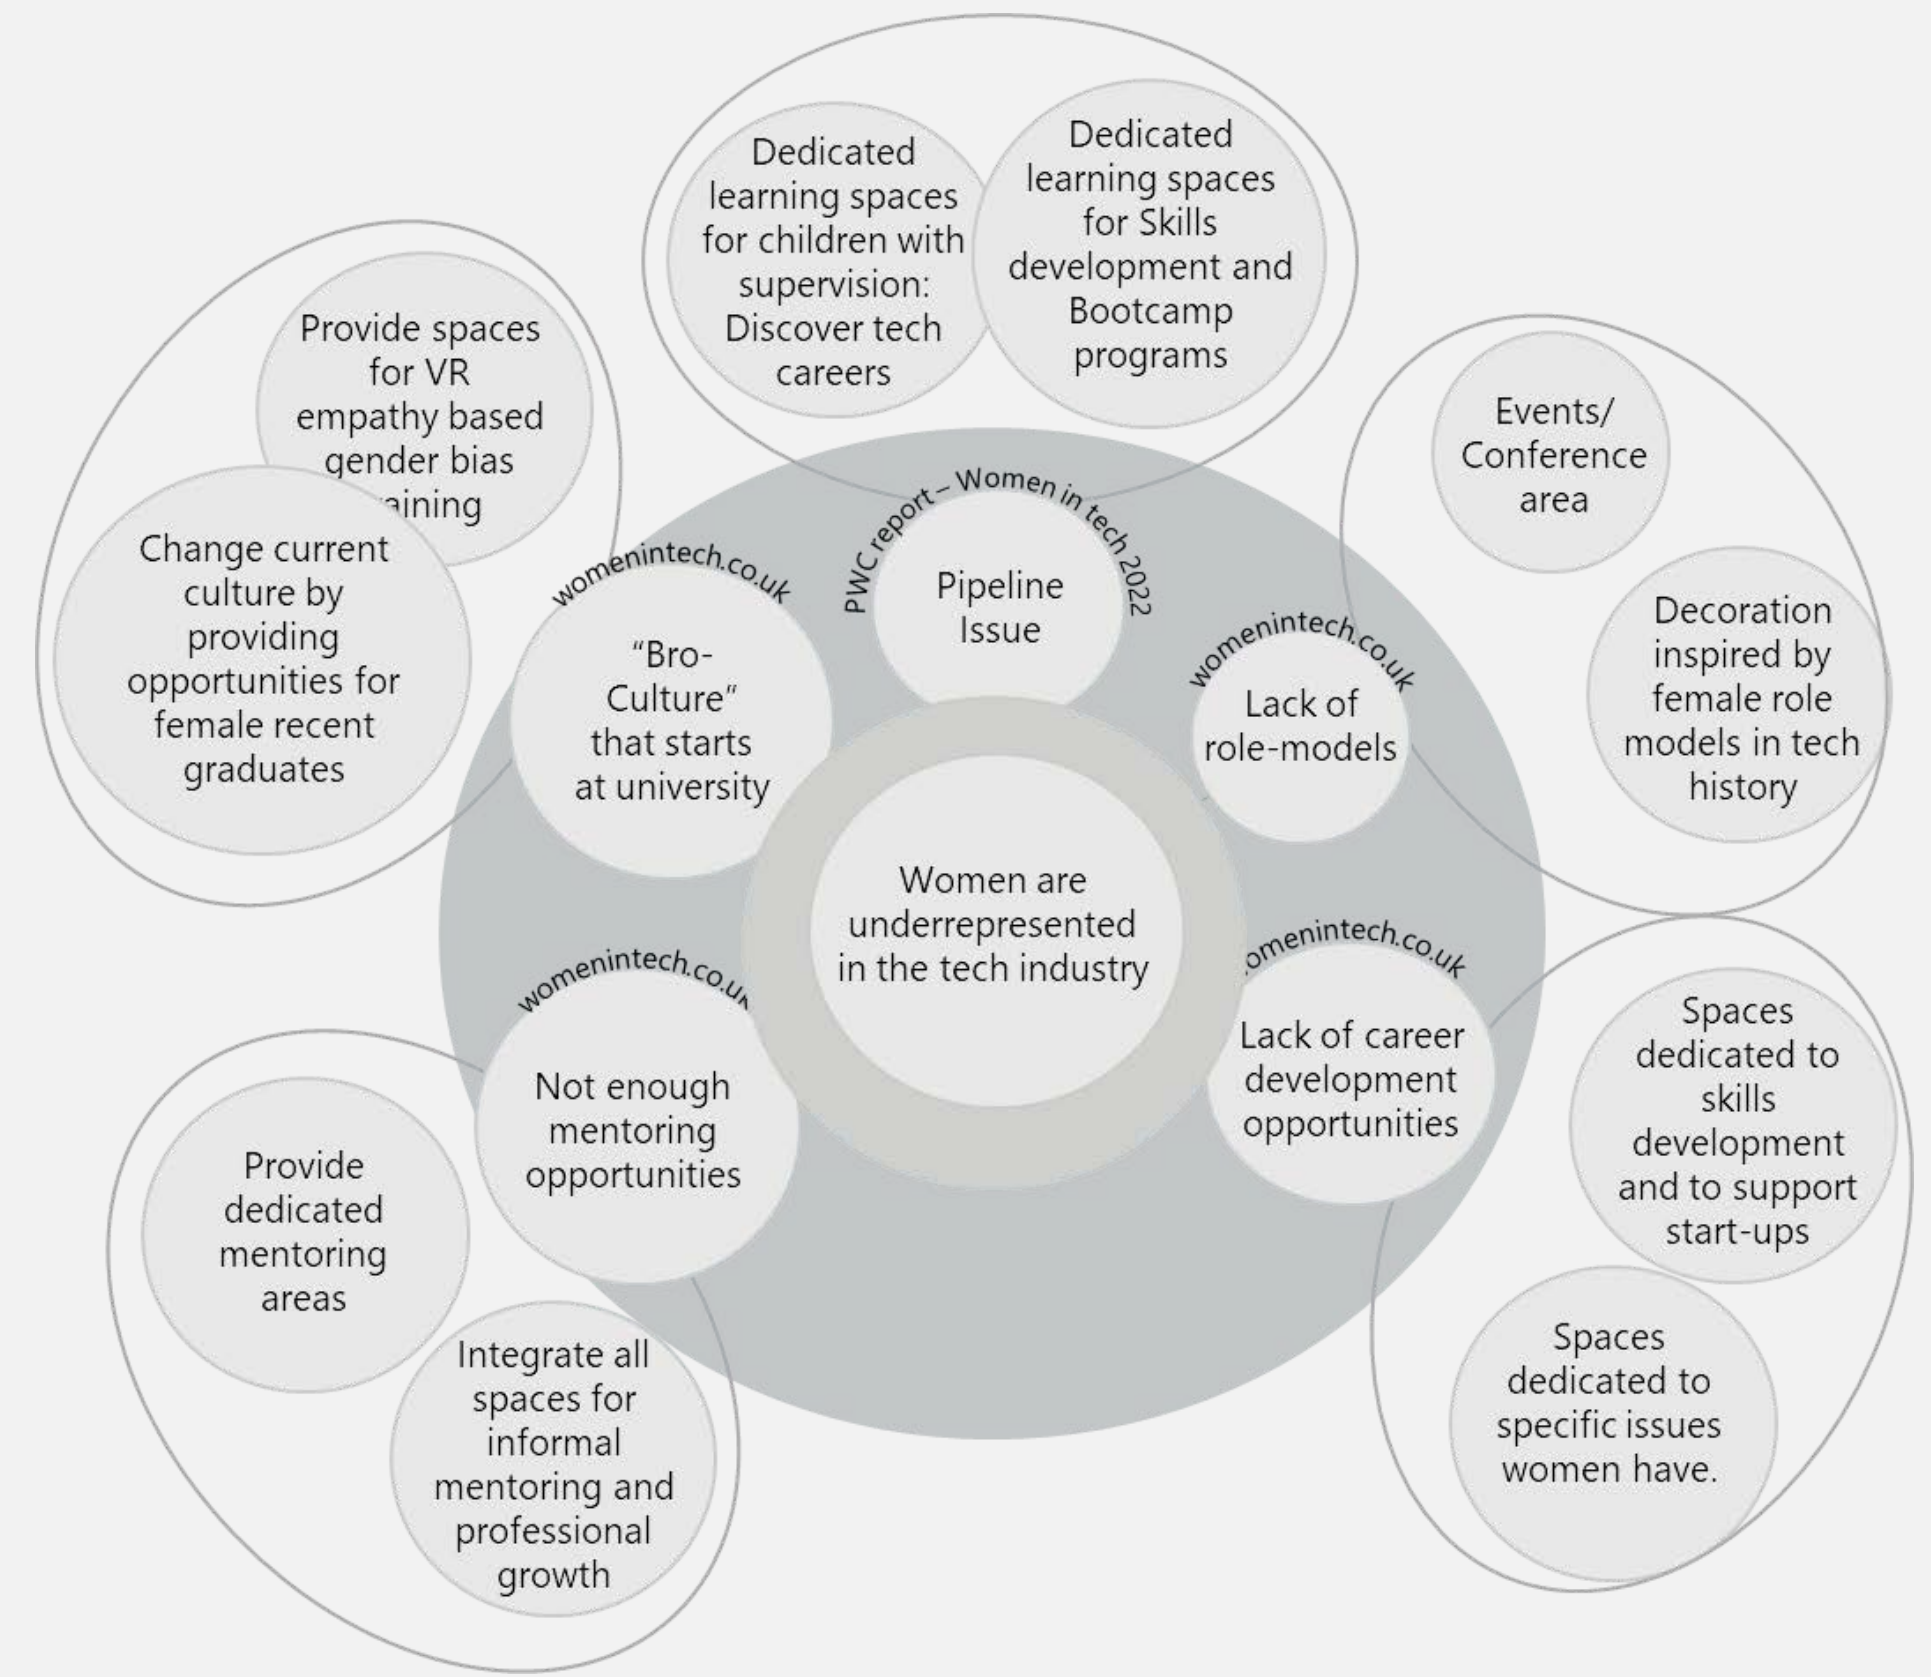 Dedicated
learning spaces
for children with
supervision:
Discover tech
careers
Dedicated
learning spaces
for Skills
development and
Bootcamp
programs
Provide spaces
for VR
empathy based
gender bias
Change current
culture by
providing
opportunities for
female recent
graduates
Events/
Conference
area
Decoration
inspired by
female role
models in tech
history
womenintech.co.uk
"Bro-
Culture"
that starts
at university
PWC report – Women in tech 2022
Pipeline
Issue
womenintech.co.uk
Lack of
role-models
Women are
underrepresented
in the tech industry
womenintech.co.uk
Not enough
mentoring
opportunities
omenintech.co.uk
Lack of career
development
opportunities
Provide
dedicated
mentoring
areas
Integrate all
spaces for
informal
mentoring and
professional
growth
Spaces
dedicated to
skills
development
and to support
start-ups
Spaces
dedicated to
specific issues
women have.